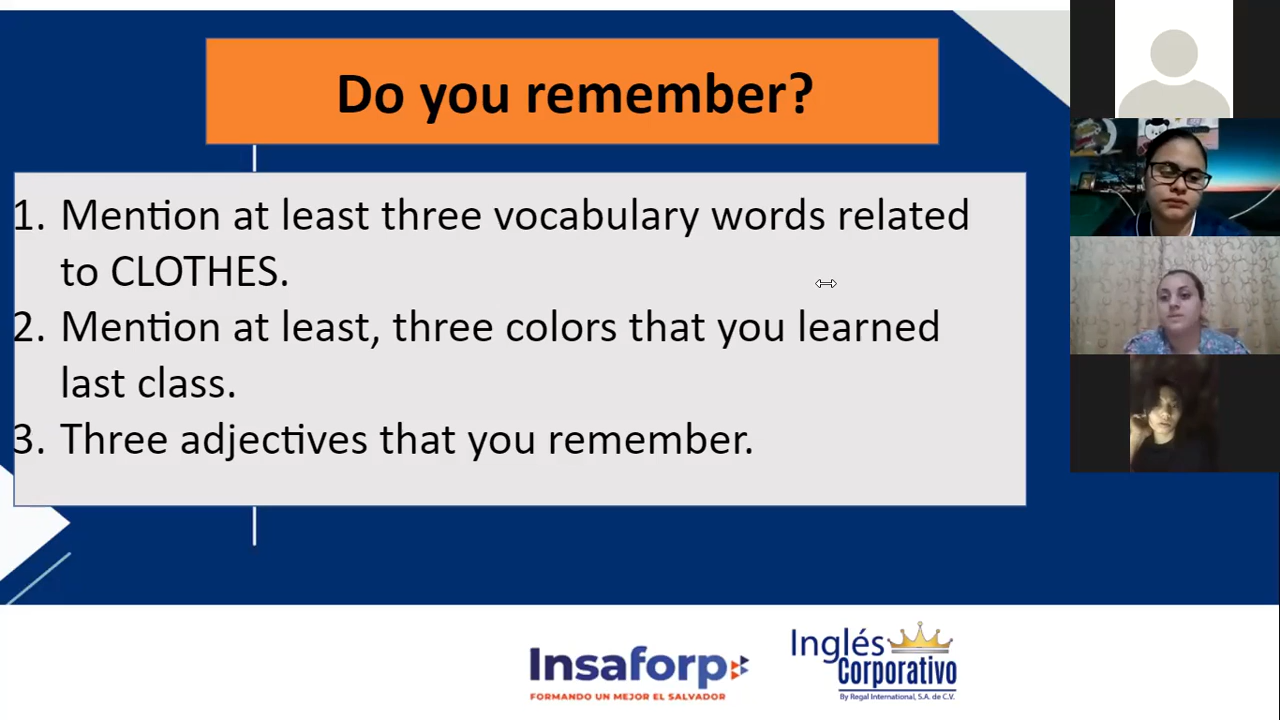 Do you remember?
1. Mention at least three vocabulary words related
to CLOTHES.
2. Mention at least, three colors that you learned
last class.
3. Three adjectives that you remember.
Insaforp
FORMANDO UN MEJOR EL SALVADOR
Inglés
Corporativo
By Regal International, S.A. de C.V.